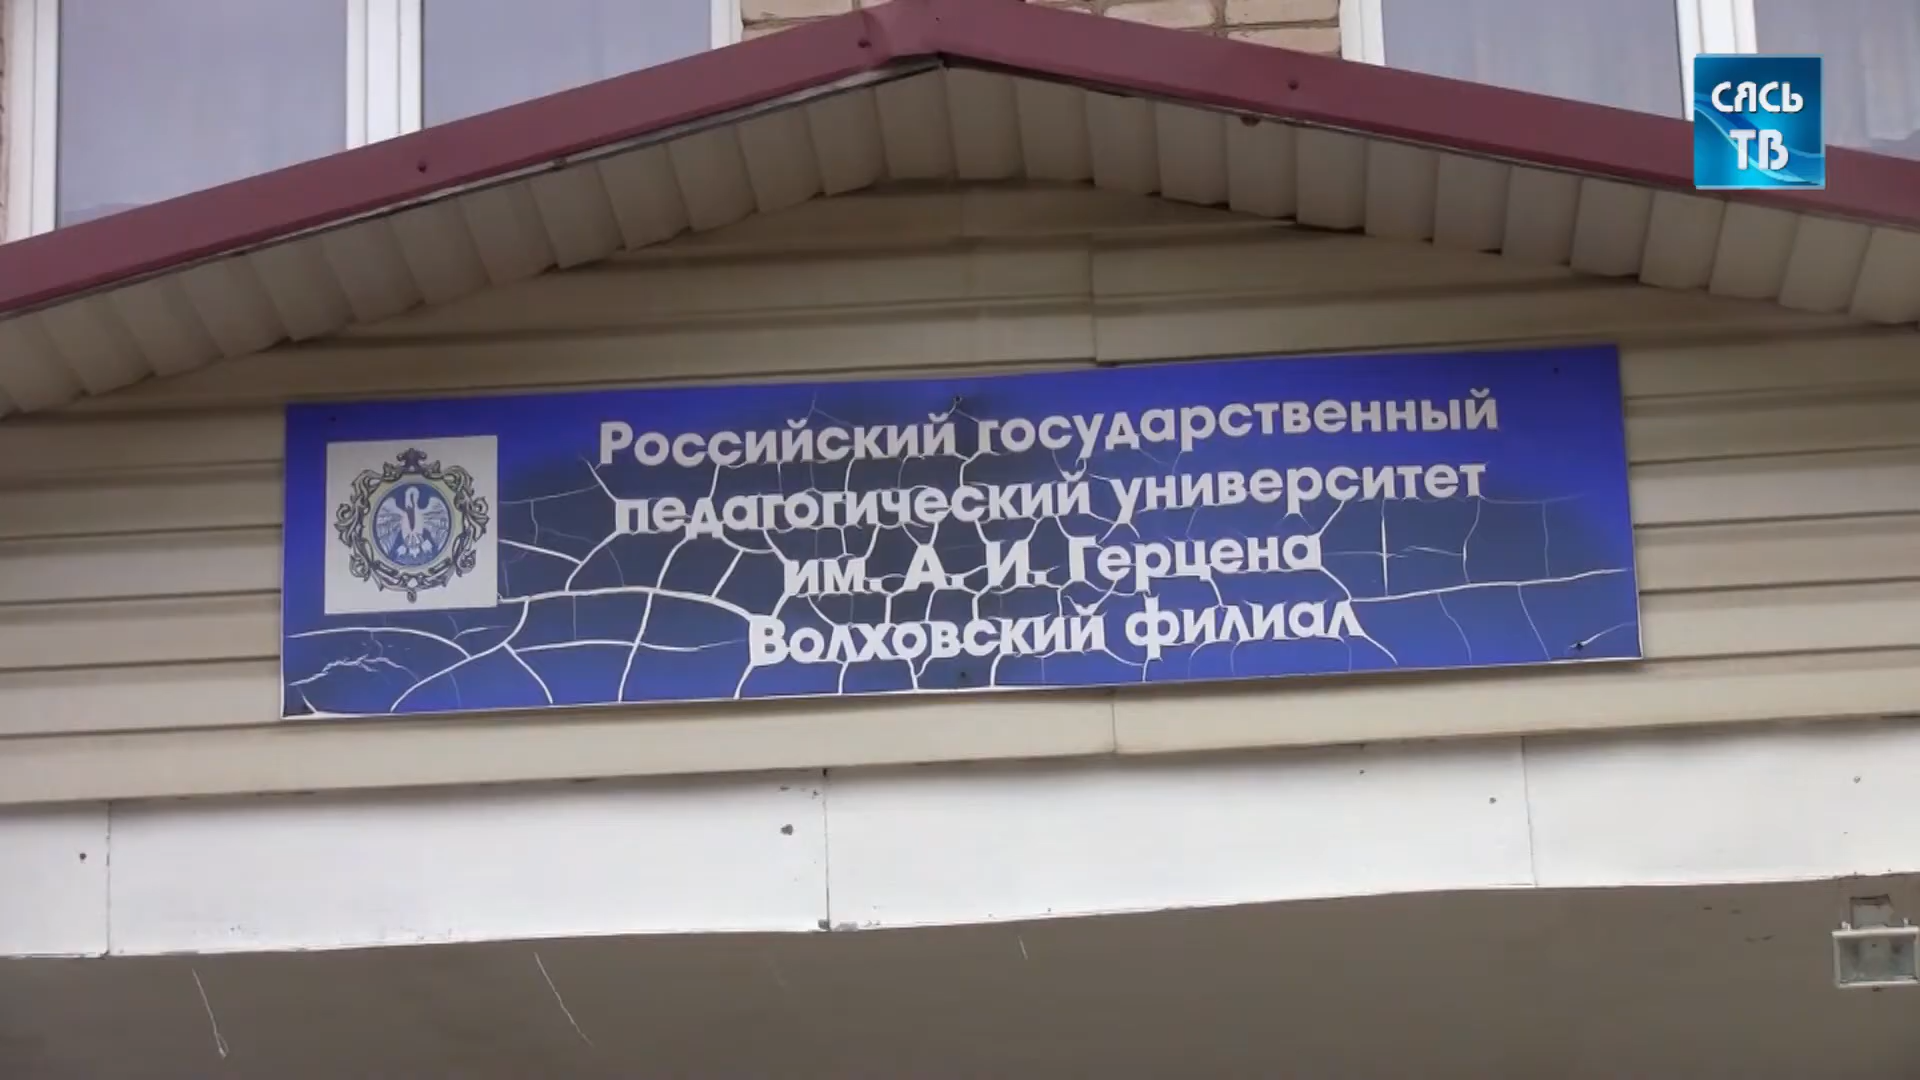 СЯСЬ
ТВ
Российский государственный
педагогический университет
им. А. И. Герцена
Волховский филиал